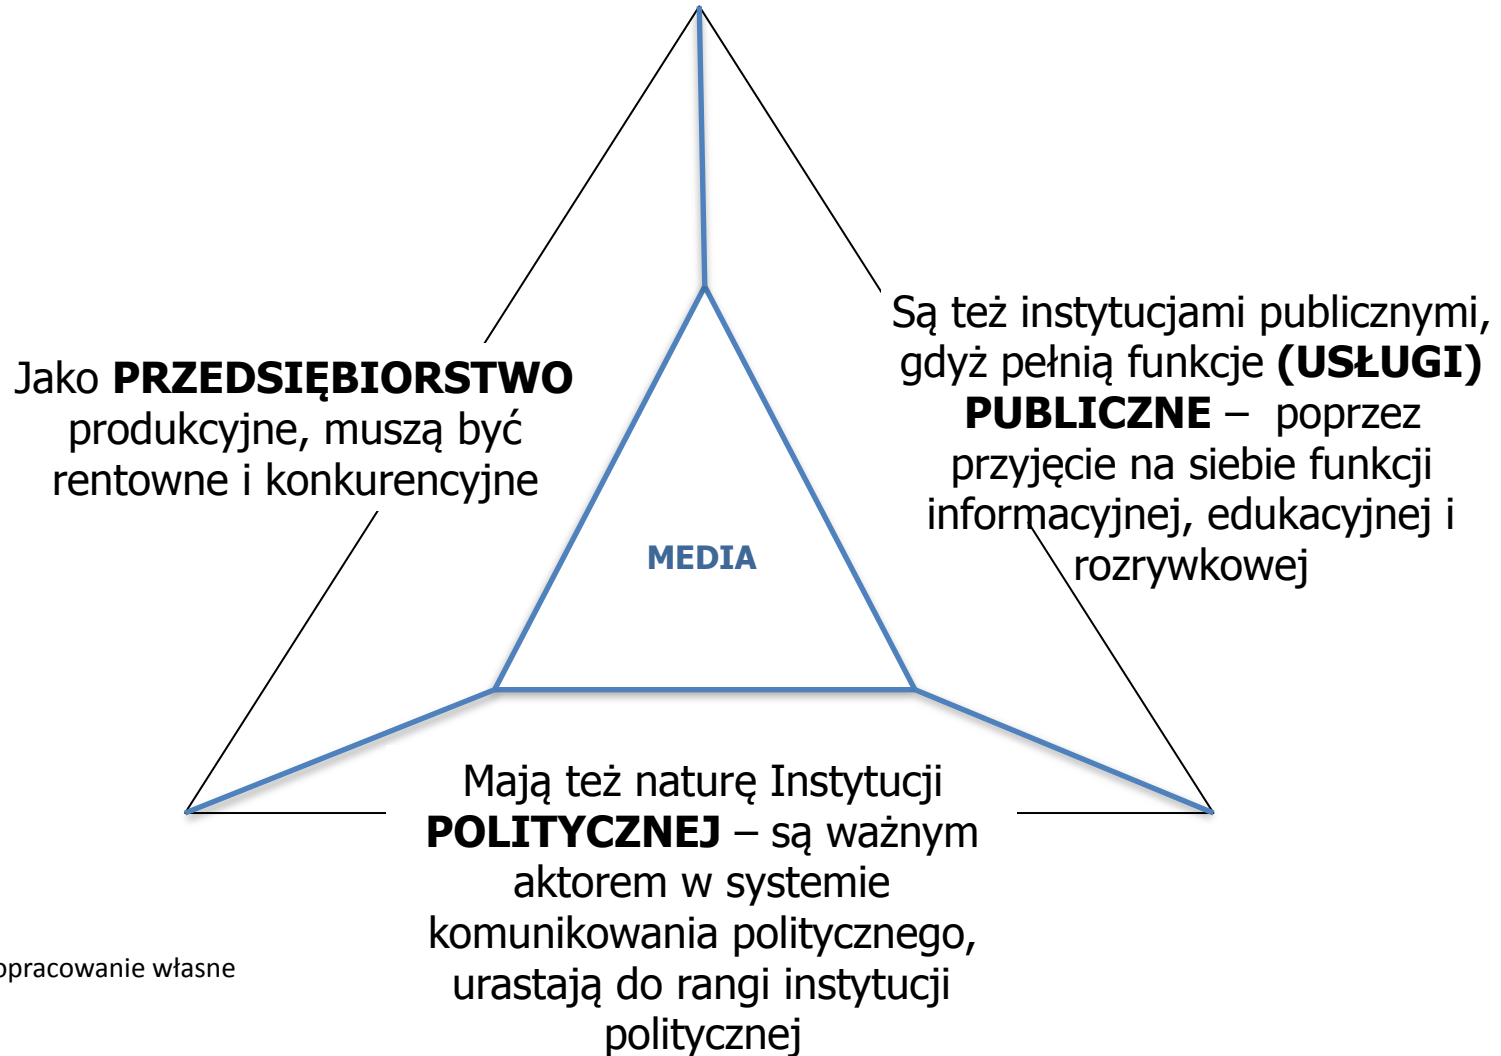 Jako PRZEDSIĘBIORSTWO
produkcyjne, muszą być
rentowne i konkurencyjne
Są też instytucjami publicznymi,
gdyż pełnią funkcje (USŁUGI)
PUBLICZNE – poprzez
przyjęcie na siebie funkcji
informacyjnej, edukacyjnej i
rozrywkowej
MEDIA
Mają też naturę Instytucji
POLITYCZNEJ – są ważnym
aktorem w systemie
komunikowania politycznego,
urastają do rangi instytucji
politycznej
opracowanie własne